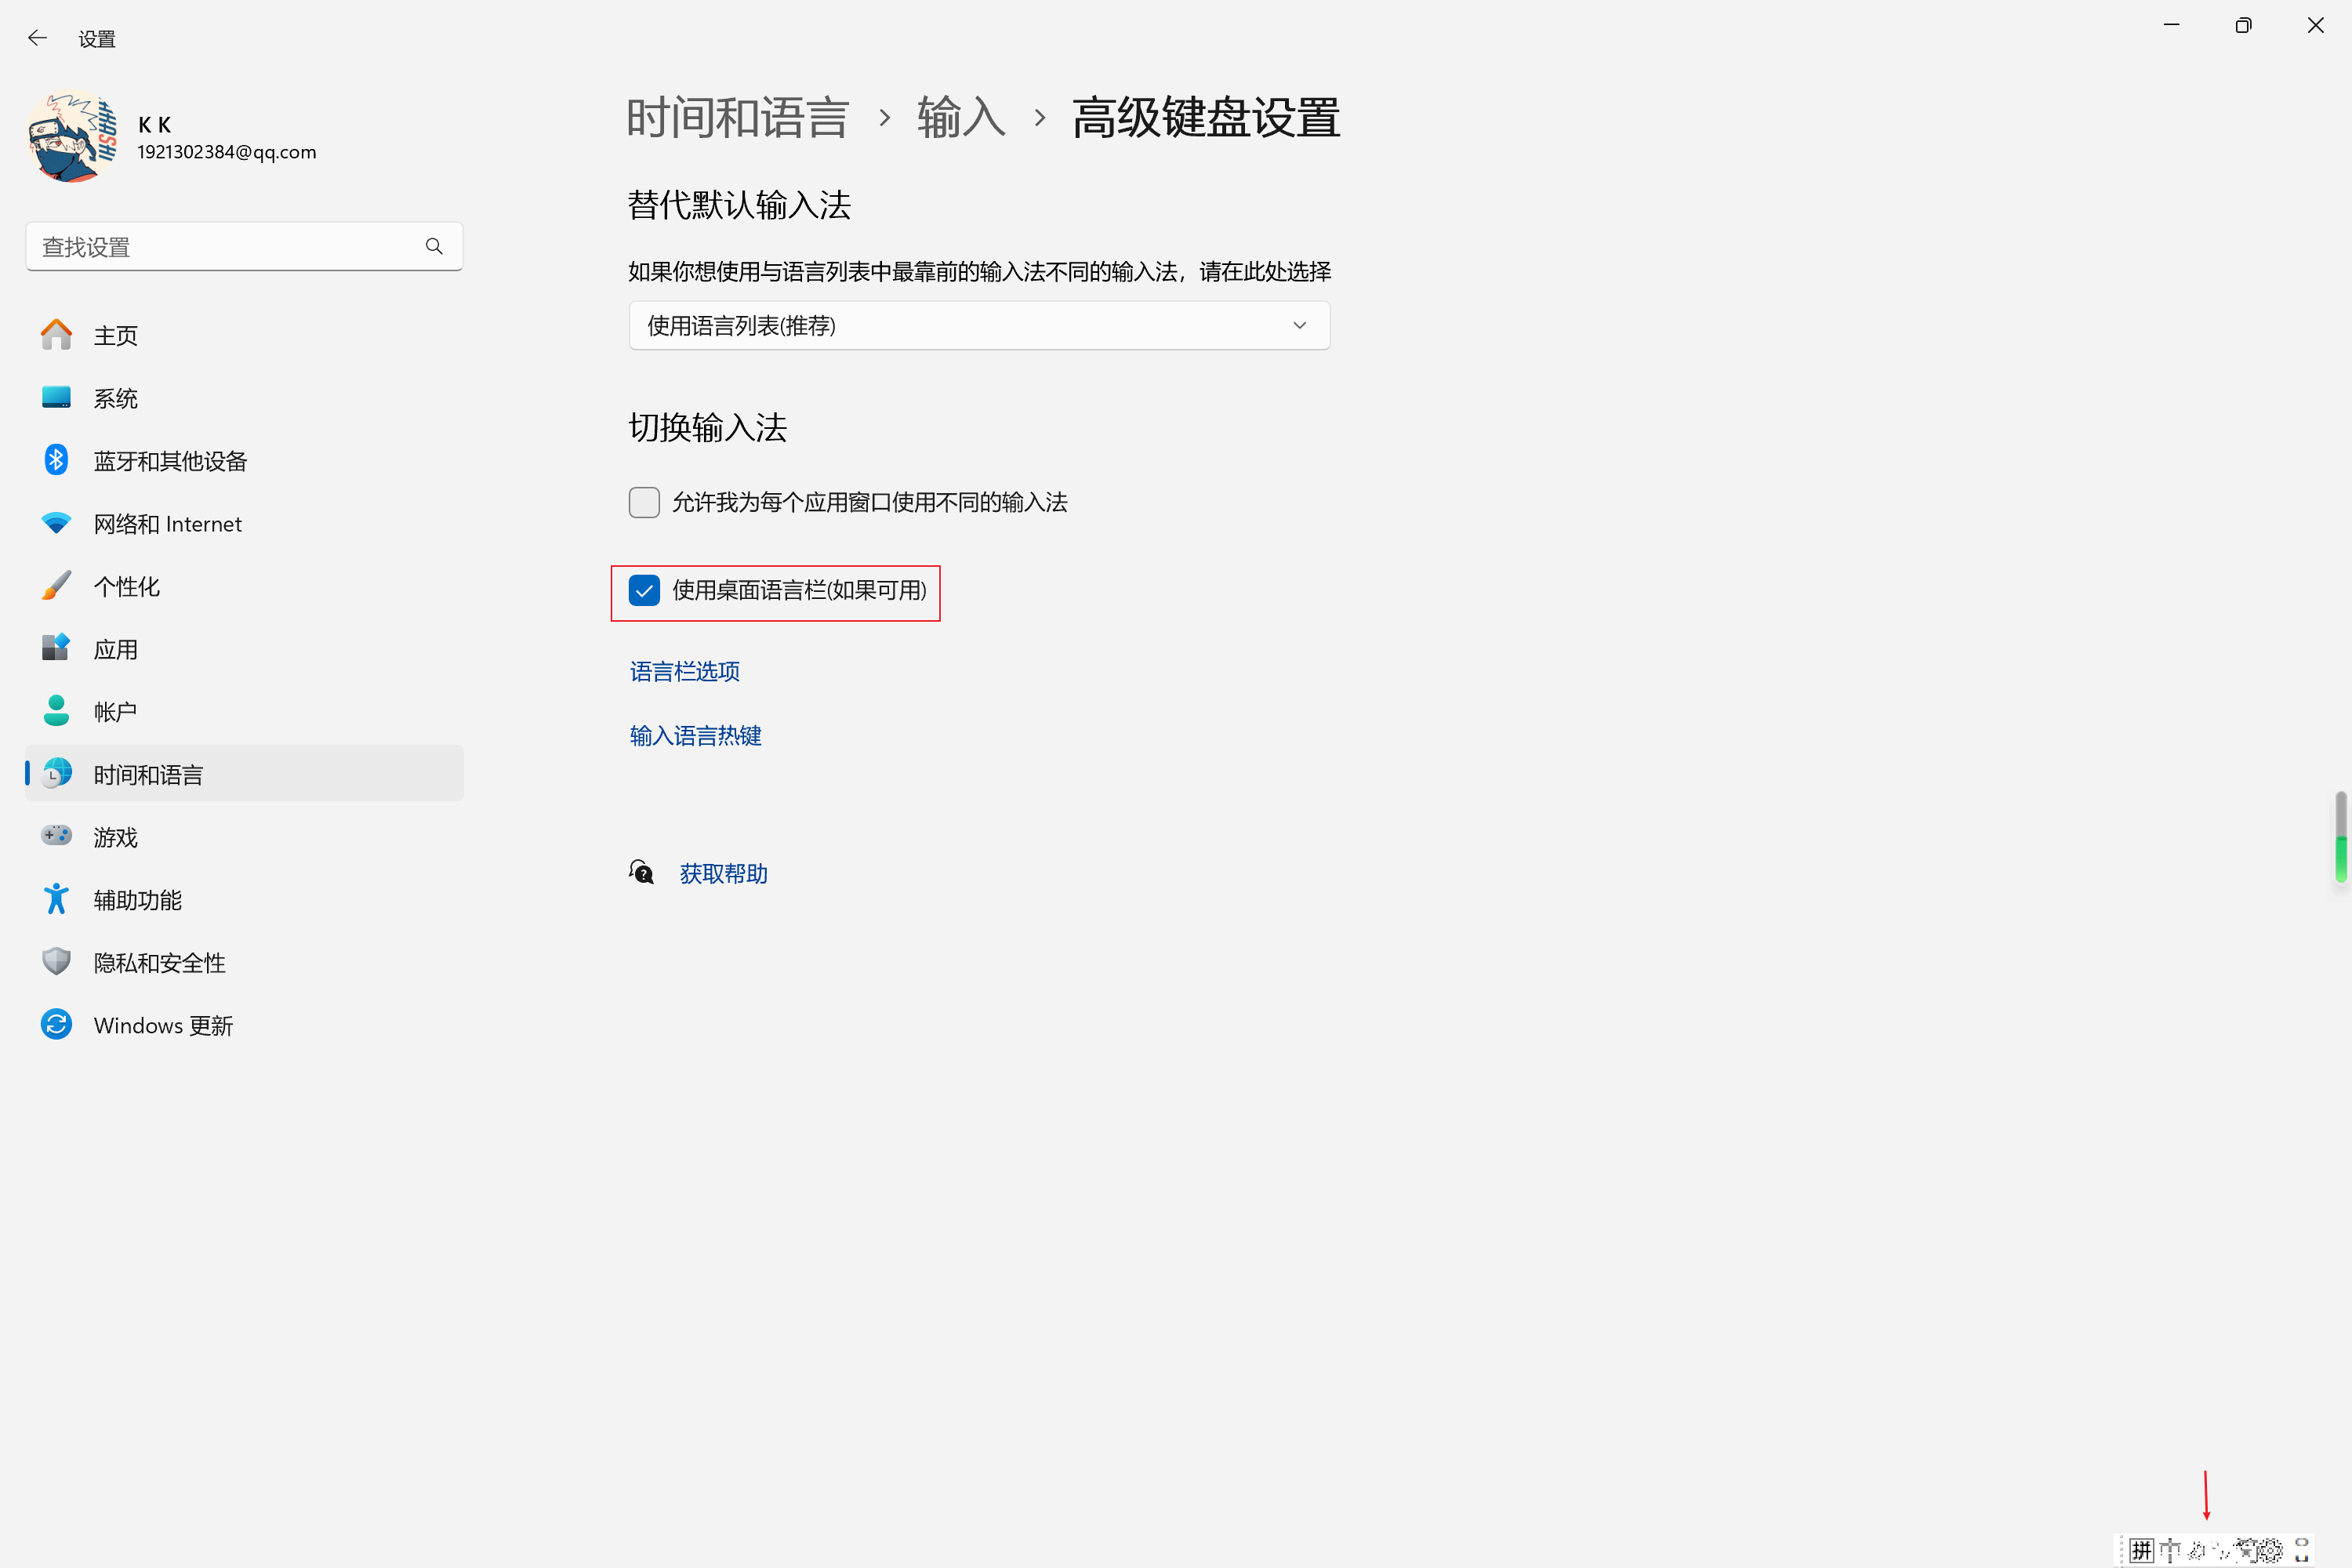 设置
K K
1921302384@qq.com
查找设置
主页
系统
蓝牙和其他设备
网络和 Internet
个性化
应用
帐户
时间和语言
游戏
辅助功能
隐私和安全性
Windows 更新
时间和语言 › 输入 › 高级键盘设置
替代默认输入法
如果你想使用与语言列表中最靠前的输入法不同的输入法，请在此处选择
使用语言列表(推荐)
切换输入法
允许我为每个应用窗口使用不同的输入法
使用桌面语言栏(如果可用)
语言栏选项
输入语言热键
获取帮助
拼